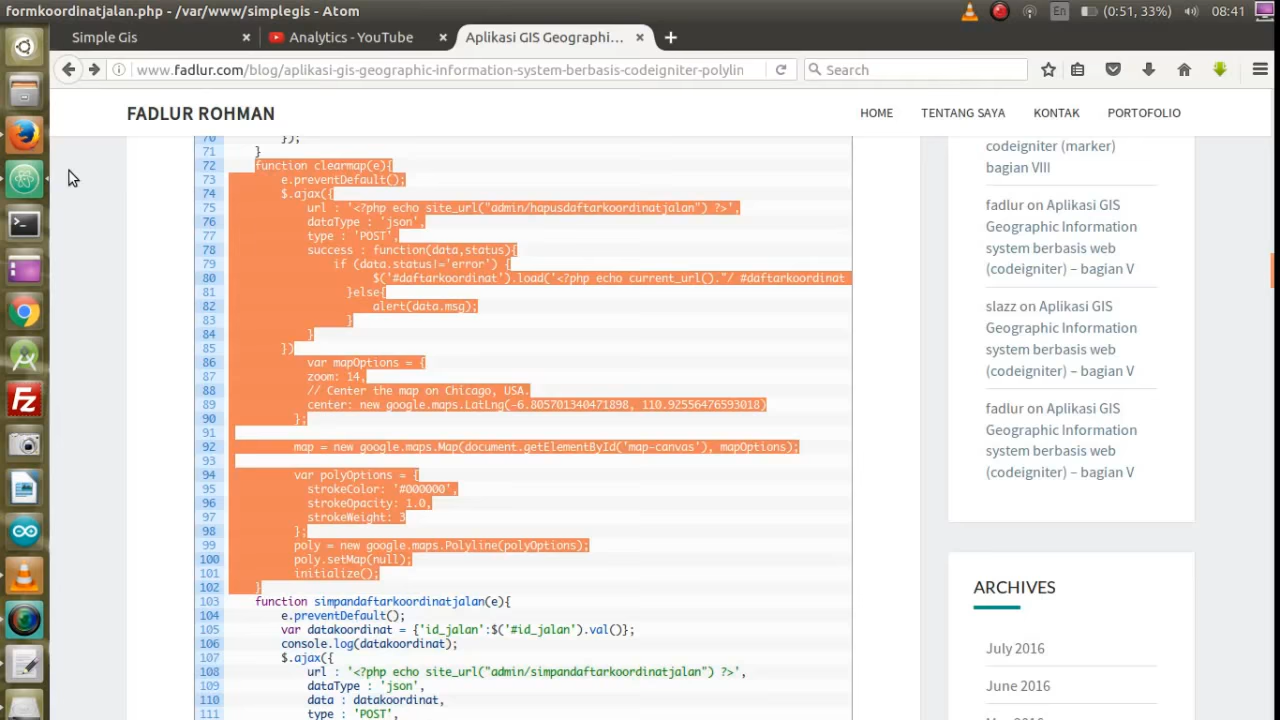 formkoordinatjalan.php - /var/www/simplegis - Atom
En
(0:51, 33%)
08:41
Simple Gis
Analytics - YouTube
Aplikasi GIS Geographi...
www.fadlur.com/blog/aplikasi-gis-geographic-information-system-berbasis-codeigniter-polylin
Search
FADLUR ROHMAN
HOME
TENTANG SAYA
KONTAK
PORTOFOLIO
70 });
71 }
72 function clearmap(e){
73 e.preventDefault();
74 $.ajax({
75 url : '<?php echo site_url("admin/hapusdaftarkoordinatjalan") ?>',
76 dataType : 'json',
77 type : 'POST',
78 success : function(data,status){
79 if (data.status!='error') {
80 $('#daftarkoordinat').load('<?php echo current_url()."/ #daftarkoordinat
81 }else{
82 alert(data.msg);
83 }
84 }
85 })
86 var mapOptions = {
87 zoom: 14,
88 // Center the map on Chicago, USA.
89 center: new google.maps.LatLng(-6.805701340471898, 110.92556476593018)
90 };
91
92 map = new google.maps.Map(document.getElementById('map-canvas'), mapOptions);
93
94 var polyOptions = {
95 strokeColor: '#000000',
96 strokeOpacity: 1.0,
97 strokeWeight: 3
98 };
99 poly = new google.maps.Polyline(polyOptions);
100 poly.setMap(null);
101 initialize();
102 }
103 function simpandaftarkoordinatjalan(e){
104 e.preventDefault();
105 var datakoordinat = {'id_jalan':$('#id_jalan').val()};
106 console.log(datakoordinat);
107 $.ajax({
108 url : '<?php echo site_url("admin/simpandaftarkoordinatjalan") ?>',
109 dataType : 'json',
110 data : datakoordinat,
111 type : 'POST',
codeigniter (marker)
bagian VIII
fadlur on Aplikasi GIS
Geographic Information
system berbasis web
(codeigniter) – bagian V
slazz on Aplikasi GIS
Geographic Information
system berbasis web
(codeigniter) – bagian V
fadlur on Aplikasi GIS
Geographic Information
system berbasis web
(codeigniter) – bagian V
ARCHIVES
July 2016
June 2016